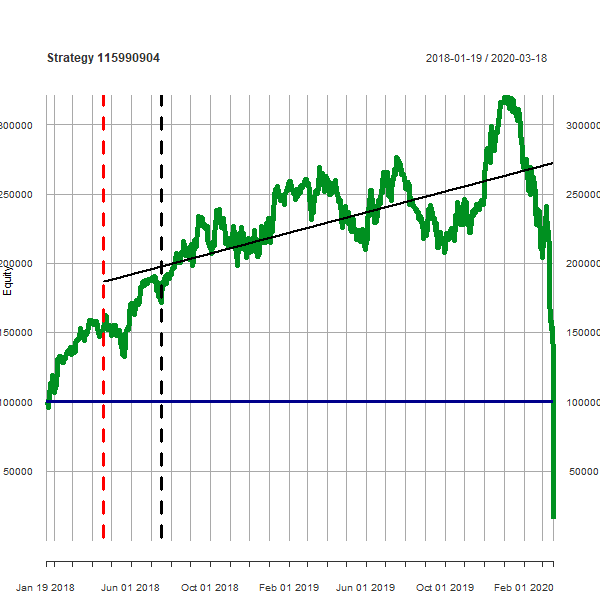 Strategy 115990904 2018-01-19 / 2020-03-18
300000 300000
250000 250000
200000 200000
Equity
150000 150000
100000 100000
50000 50000
Jan 19 2018 Jun 01 2018 Oct 01 2018 Feb 01 2019 Jun 01 2019 Oct 01 2019 Feb 01 2020